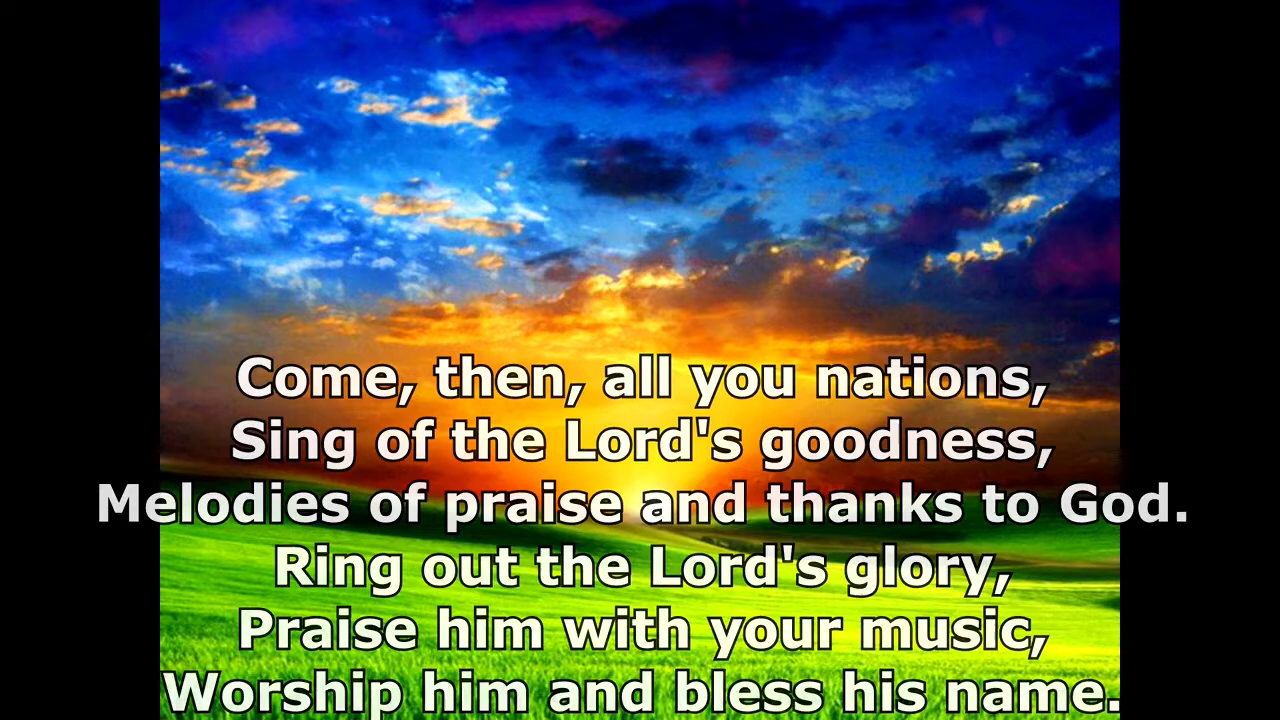 Come, then, all you nations,
Sing of the Lord's goodness,
Melodies of praise and thanks to God.
Ring out the Lord's glory,
Praise him with your music,
Worship him and bless his name.